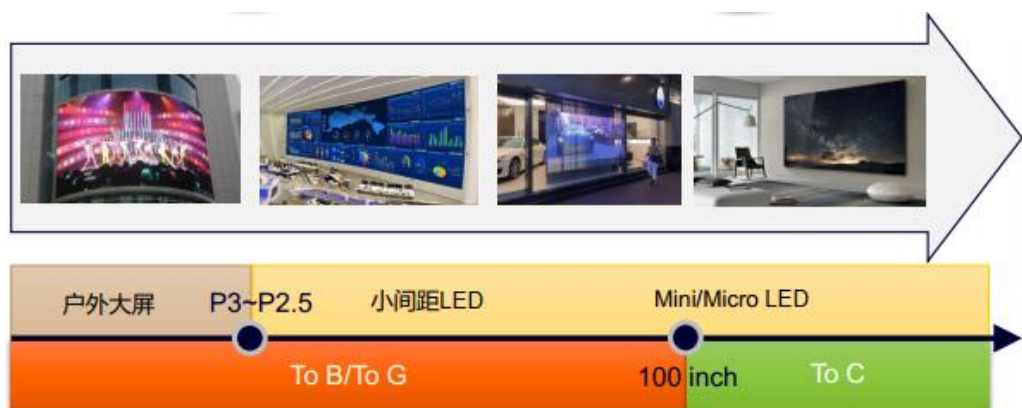 户外大屏
P3~P2.5
小间距LED
Mini/Micro LED
To B/To G
100 inch
To C